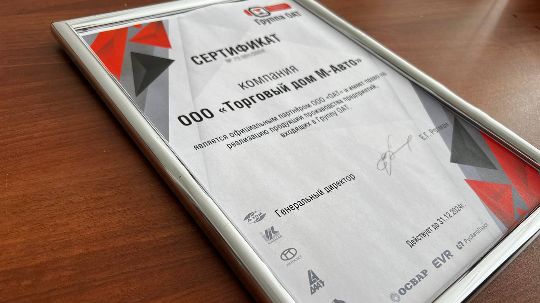 Группа ОАТ
СЕРТИФИКАТ
компания
ООО «Торговый дом М-Авто»
является официальным партнёром ООО «ОАТ» и имеет право на
реализацию продукции производства предприятий,
входящих в Группу ОАТ.
Генеральный директор
Действует до 31.12.2024г.
ОСВАР EVR